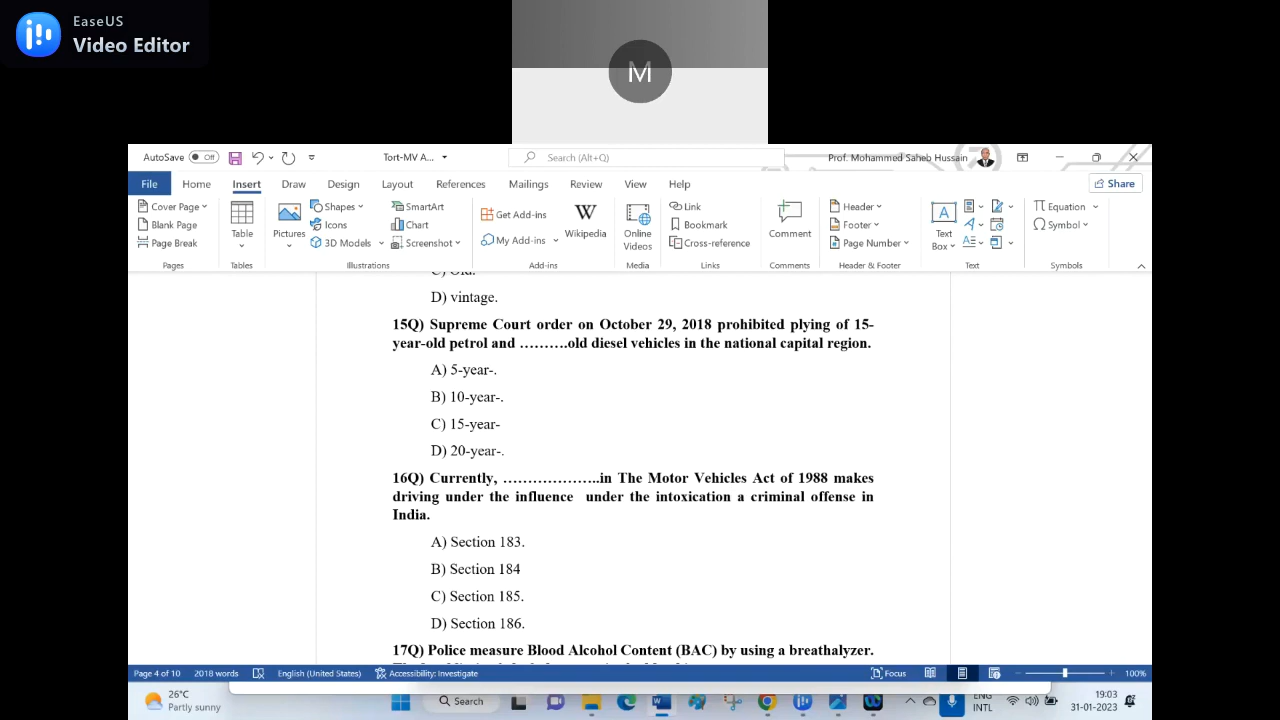 EaseUS
Video Editor
M
AutoSave Off
Tort-MV A...
Search (Alt+Q)
Prof. Mohammed Saheb Hussain
File Home Insert Draw Design Layout References Mailings Review View Help
Share
Cover Page
Blank Page
Page Break
Pages
Table
Tables
Pictures
Shapes
Icons
3D Models
SmartArt
Chart
Screenshot
Illustrations
Get Add-ins
My Add-ins
Wikipedia
Add-ins
Online
Videos
Media
Link
Bookmark
Cross-reference
Links
Comment
Comments
Header
Footer
Page Number
Header & Footer
Text
Box
Text
Equation
Symbol
Symbols
C) Old.
D) vintage.
15Q) Supreme Court order on October 29, 2018 prohibited plying of 15-
year-old petrol and ……….old diesel vehicles in the national capital region.
A) 5-year-.
B) 10-year-.
C) 15-year-
D) 20-year-.
16Q) Currently, ………………..in The Motor Vehicles Act of 1988 makes
driving under the influence under the intoxication a criminal offense in
India.
A) Section 183.
B) Section 184
C) Section 185.
D) Section 186.
17Q) Police measure Blood Alcohol Content (BAC) by using a breathalyzer.
Page 4 of 10 2018 words English (United States) Accessibility: Investigate Focus 100%
26°C
Partly sunny
Search
ENG
INTL
19:03
31-01-2023